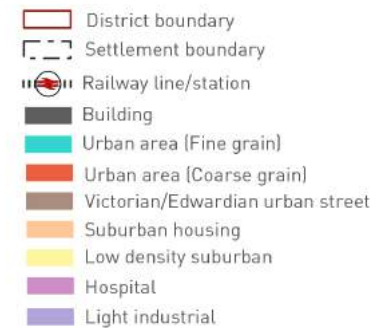 District boundary
Settlement boundary
Railway line/station
Building
Urban area (Fine grain)
Urban area (Coarse grain)
Victorian/Edwardian urban street
Suburban housing
Low density suburban
Hospital
Light industrial